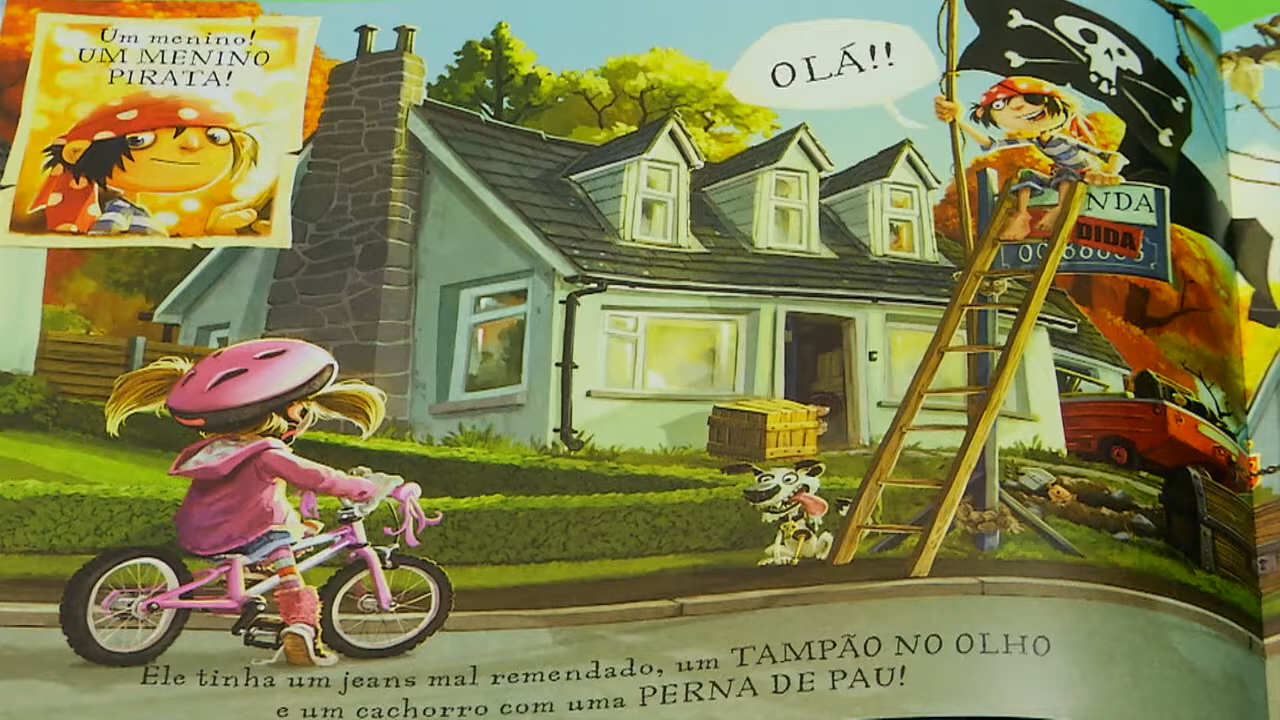 Um menino!
UM MENINO
PIRATA!
OLÁ!!
NDA
DIDA
Ele tinha um jeans mal remendado, um TAMPÃO NO OLHO
e um cachorro com uma PERNA DE PAU!